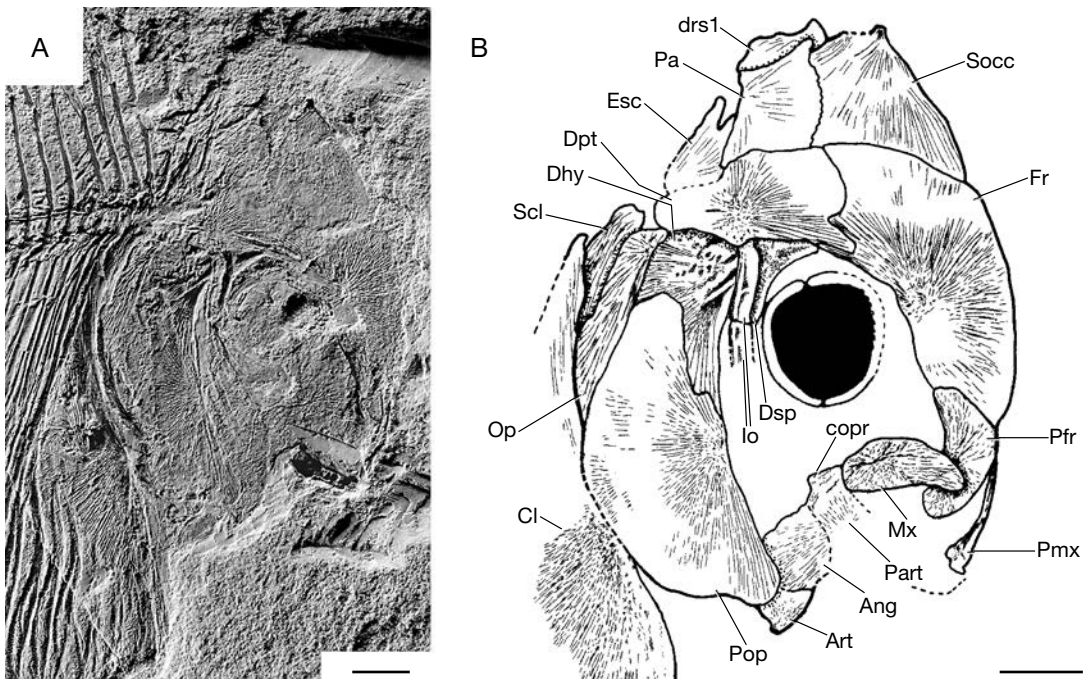 A
B
drs1
Pa
Socc
Esc
Dpt
Dhy
Fr
Scl
Op
Dsp
Io
copr
Pfr
Cl
Mx
Part
Pmx
Ang
Pop
Art